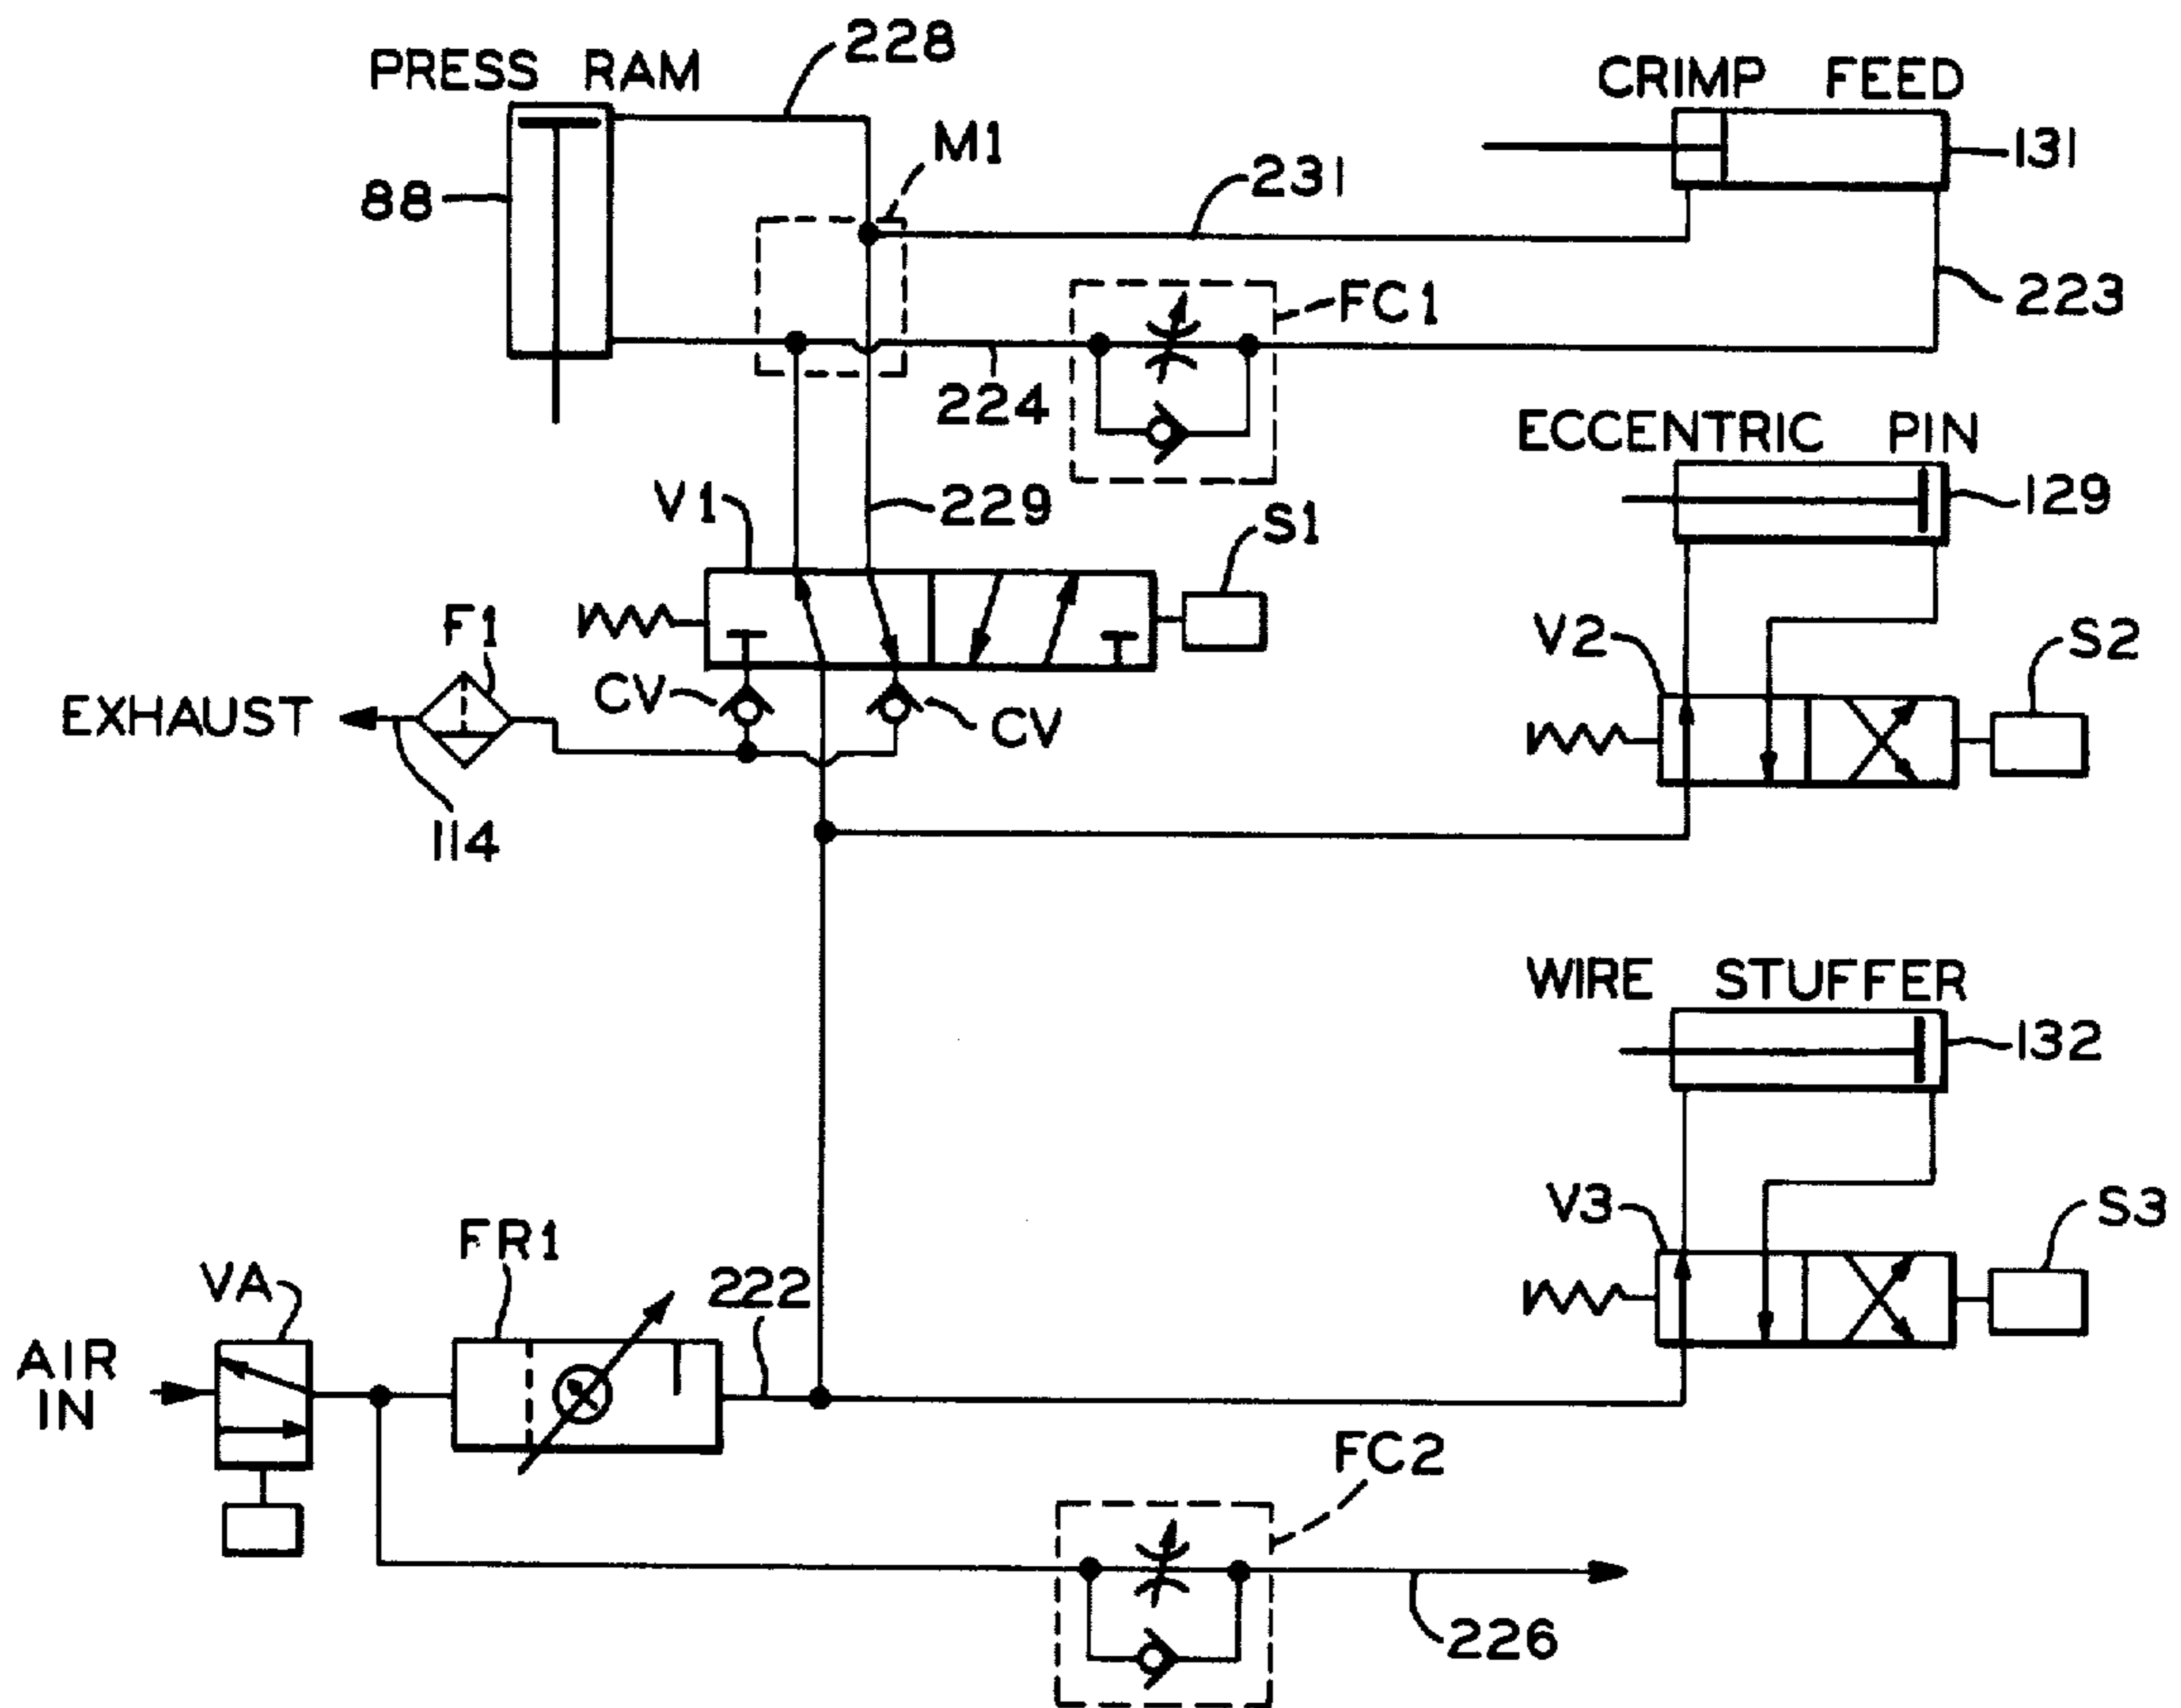 PRESS RAM
228
CRIMP FEED
M1
131
88
231
FC1
223
224
ECCENTRIC PIN
V1
229
129
S1
F1
V2
S2
CV
CV
EXHAUST
114
WIRE STUFFER
132
V3
S3
FR1
VA
222
AIR
IN
FC2
226